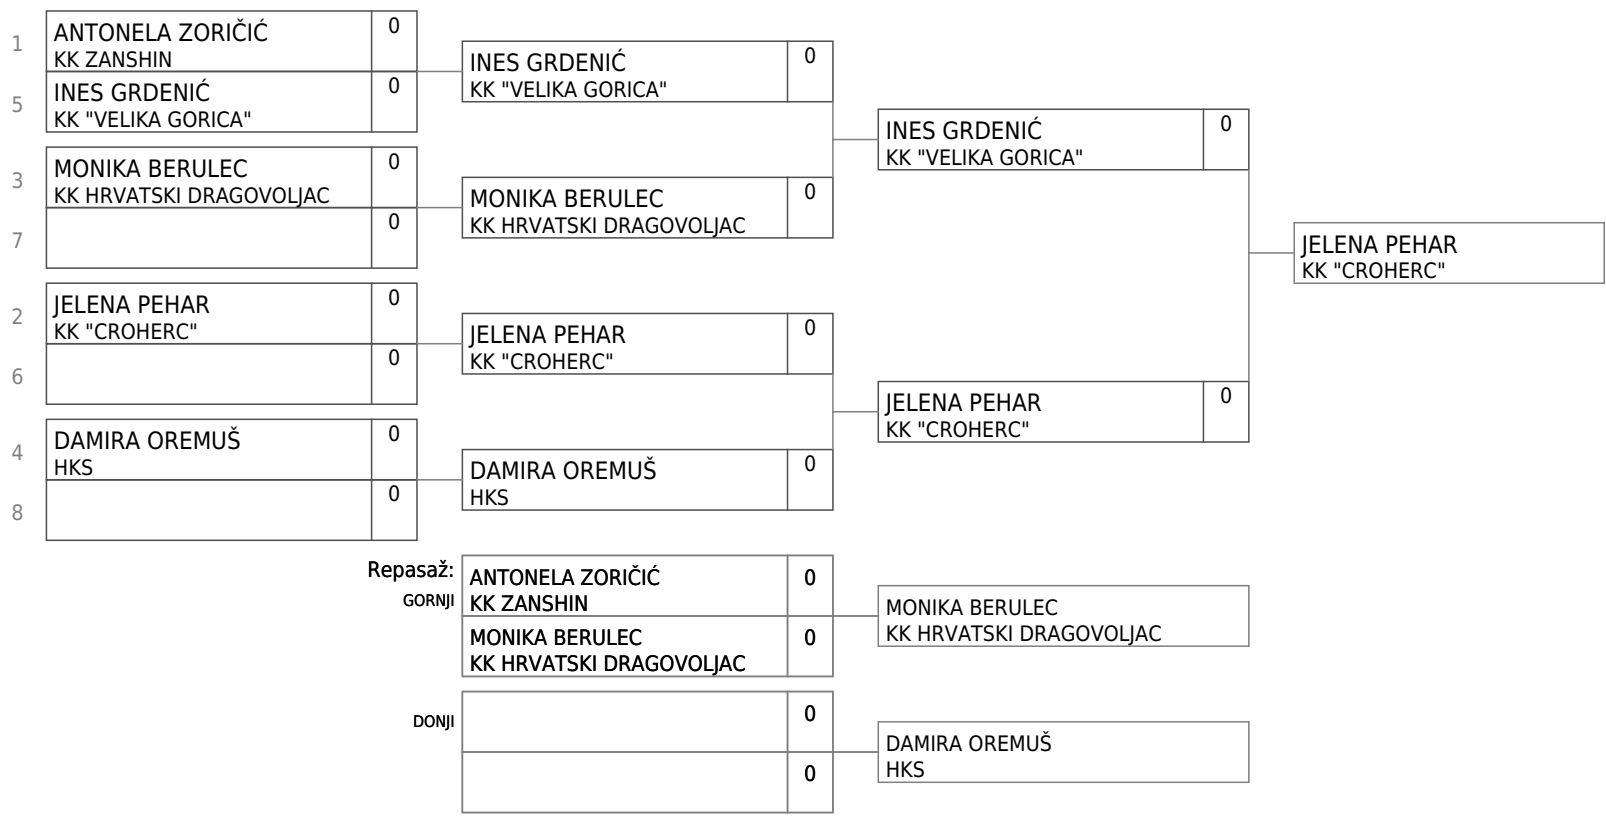 1
ANTONELA ZORIČIĆ
KK ZANSHIN
0
5
INES GRDENIĆ
KK "VELIKA GORICA"
0
3
MONIKA BERULEC
KK HRVATSKI DRAGOVOLJAC
0
7
0
2
JELENA PEHAR
KK "CROHERC"
0
6
0
4
DAMIRA OREMUŠ
HKS
0
8
0
INES GRDENIĆ
KK "VELIKA GORICA"
0
MONIKA BERULEC
KK HRVATSKI DRAGOVOLJAC
0
JELENA PEHAR
KK "CROHERC"
0
DAMIRA OREMUŠ
HKS
0
INES GRDENIĆ
KK "VELIKA GORICA"
0
JELENA PEHAR
KK "CROHERC"
0
JELENA PEHAR
KK "CROHERC"
Repasaž:
GORNJI
ANTONELA ZORIČIĆ
KK ZANSHIN
0
MONIKA BERULEC
KK HRVATSKI DRAGOVOLJAC
0
MONIKA BERULEC
KK HRVATSKI DRAGOVOLJAC
DONJI
0
0
DAMIRA OREMUŠ
HKS